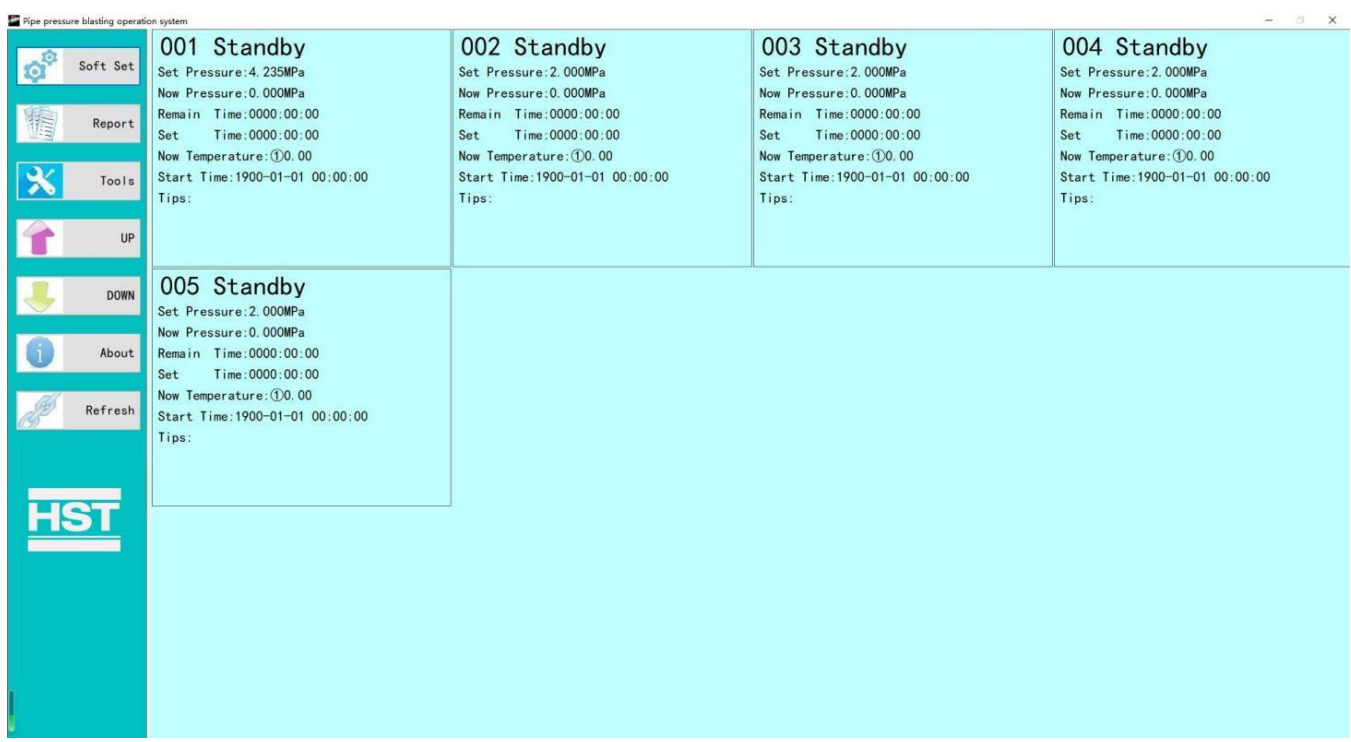 Pipe pressure blasting operation system
Soft Set
Report
Tools
UP
DOWN
About
Refresh
HST
001 Standby
Set Pressure:4.235MPa
Now Pressure:0.000MPa
Remain Time:0000:00:00
Set Time:0000:00:00
Now Temperature:①0.00
Start Time:1900-01-01 00:00:00
Tips:
002 Standby
Set Pressure:2.000MPa
Now Pressure:0.000MPa
Remain Time:0000:00:00
Set Time:0000:00:00
Now Temperature:①0.00
Start Time:1900-01-01 00:00:00
Tips:
003 Standby
Set Pressure:2.000MPa
Now Pressure:0.000MPa
Remain Time:0000:00:00
Set Time:0000:00:00
Now Temperature:①0.00
Start Time:1900-01-01 00:00:00
Tips:
004 Standby
Set Pressure:2.000MPa
Now Pressure:0.000MPa
Remain Time:0000:00:00
Set Time:0000:00:00
Now Temperature:①0.00
Start Time:1900-01-01 00:00:00
Tips:
005 Standby
Set Pressure:2.000MPa
Now Pressure:0.000MPa
Remain Time:0000:00:00
Set Time:0000:00:00
Now Temperature:①0.00
Start Time:1900-01-01 00:00:00
Tips: